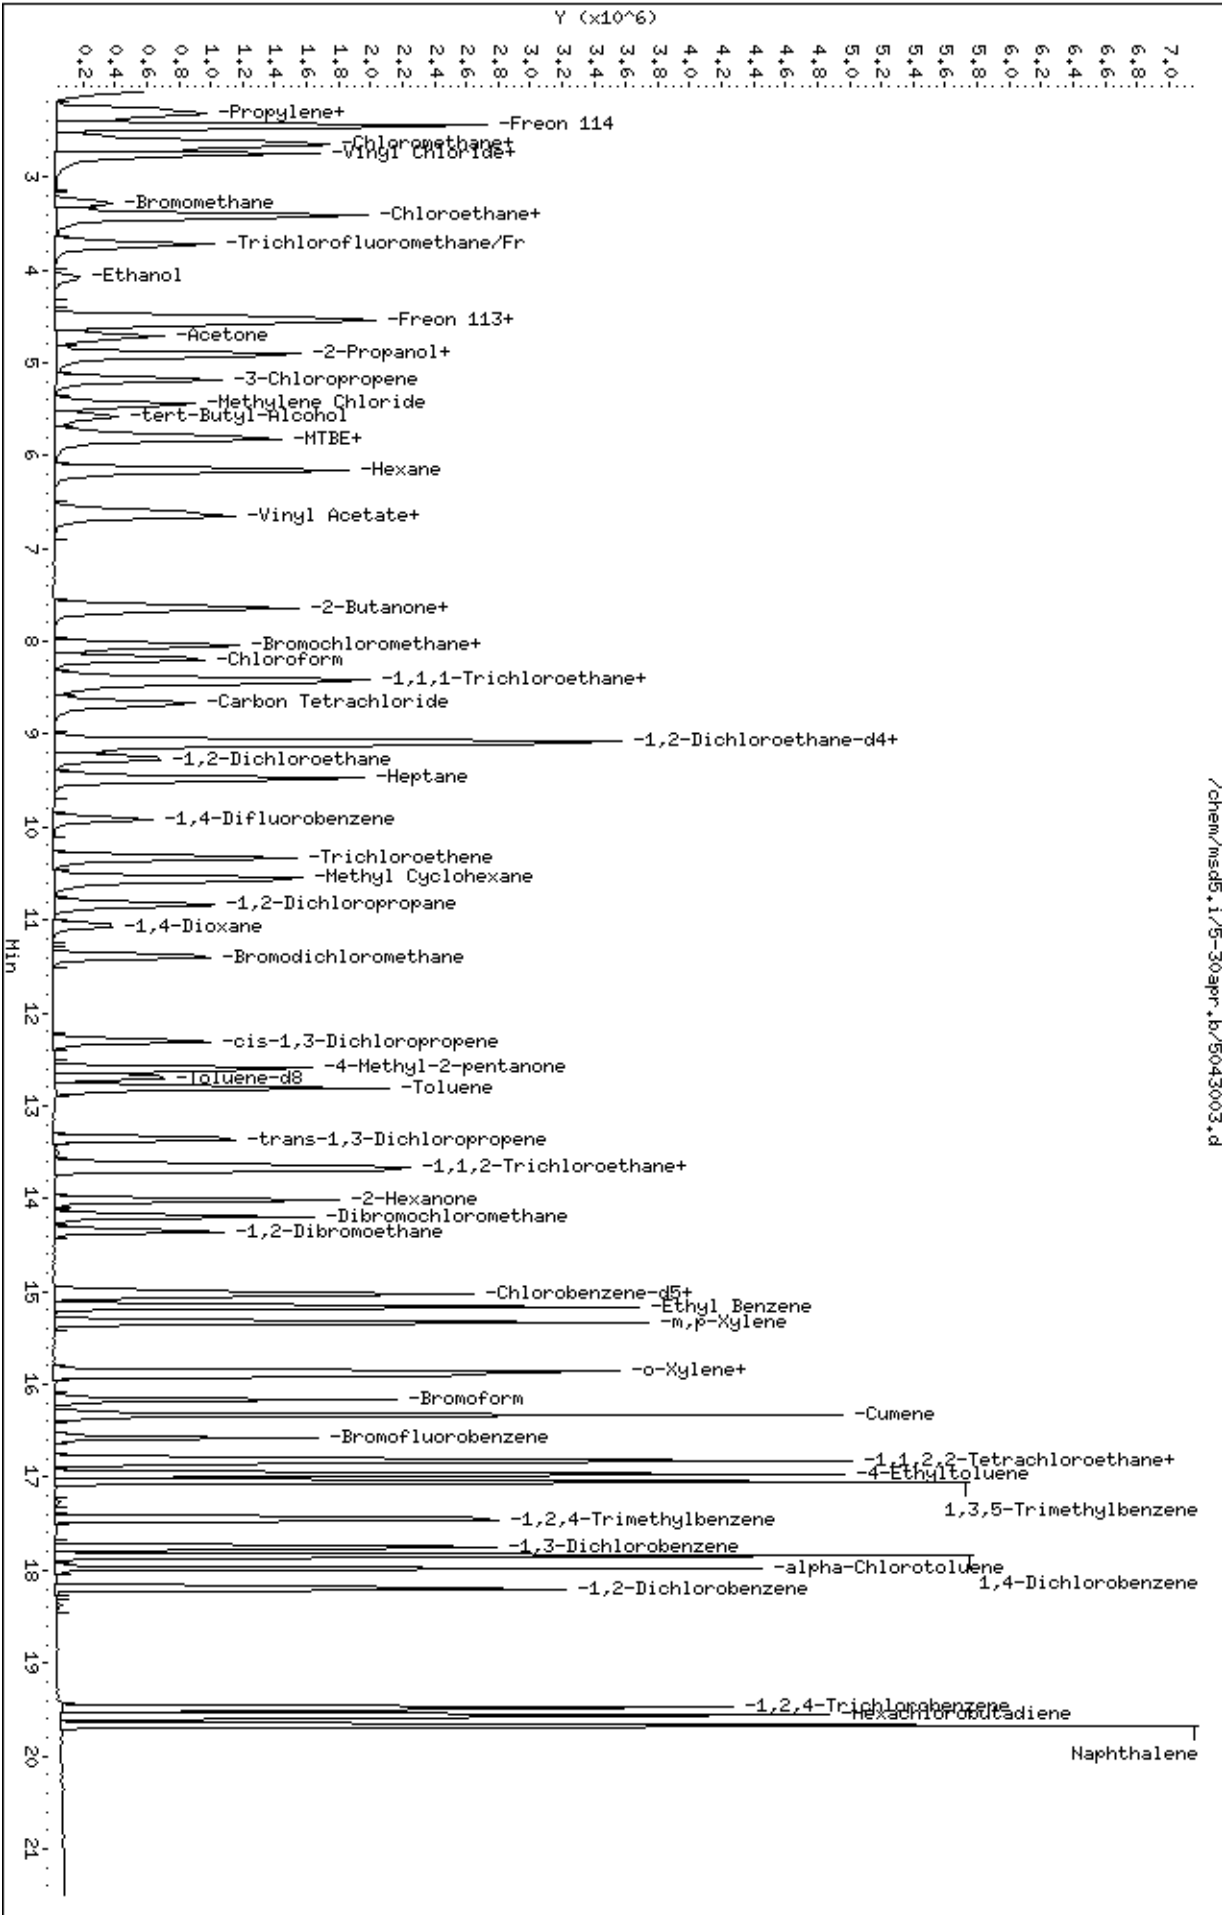 Y (x10^6)
0.2
0.4
0.6
0.8
1.0
1.2
1.4
1.6
1.8
2.0
2.2
2.4
2.6
2.8
3.0
3.2
3.4
3.6
3.8
4.0
4.2
4.4
4.6
4.8
5.0
5.2
5.4
5.6
5.8
6.0
6.2
6.4
6.6
6.8
7.0
/chem/msd5.i/5-30apr.b/5043003.d
-Propylene+
-Freon 114
-Chloromethane+
-Vinyl Chloride+
3
-Bromomethane
-Chloroethane+
-Trichlorofluoromethane/Fr
4
-Ethanol
-Freon 113+
-Acetone
-2-Propanol+
5
-3-Chloropropene
-Methylene Chloride
-tert-Butyl-Alcohol
-MTBE+
6
-Hexane
-Vinyl Acetate+
7
-2-Butanone+
8
-Bromochloromethane+
-Chloroform
-1,1,1-Trichloroethane+
-Carbon Tetrachloride
9
-1,2-Dichloroethane-d4+
-1,2-Dichloroethane
-Heptane
-1,4-Difluorobenzene
10
-Trichloroethene
-Methyl Cyclohexane
-1,2-Dichloropropane
11
-1,4-Dioxane
-Bromodichloromethane
Min
12
-cis-1,3-Dichloropropene
-4-Methyl-2-pentanone
-Toluene-d8
-Toluene
13
-trans-1,3-Dichloropropene
-1,1,2-Trichloroethane+
14
-2-Hexanone
-Dibromochloromethane
-1,2-Dibromoethane
15
-Chlorobenzene-d5+
-Ethyl Benzene
-m,p-Xylene
-o-Xylene+
16
-Bromoform
-Cumene
-Bromofluorobenzene
-1,1,2,2-Tetrachloroethane+
-4-Ethyltoluene
17
1,3,5-Trimethylbenzene
-1,2,4-Trimethylbenzene
-1,3-Dichlorobenzene
-alpha-Chlorotoluene
18
1,4-Dichlorobenzene
-1,2-Dichlorobenzene
19
-1,2,4-Trichlorobenzene
-Hexachlorobutadiene
Naphthalene
20
21